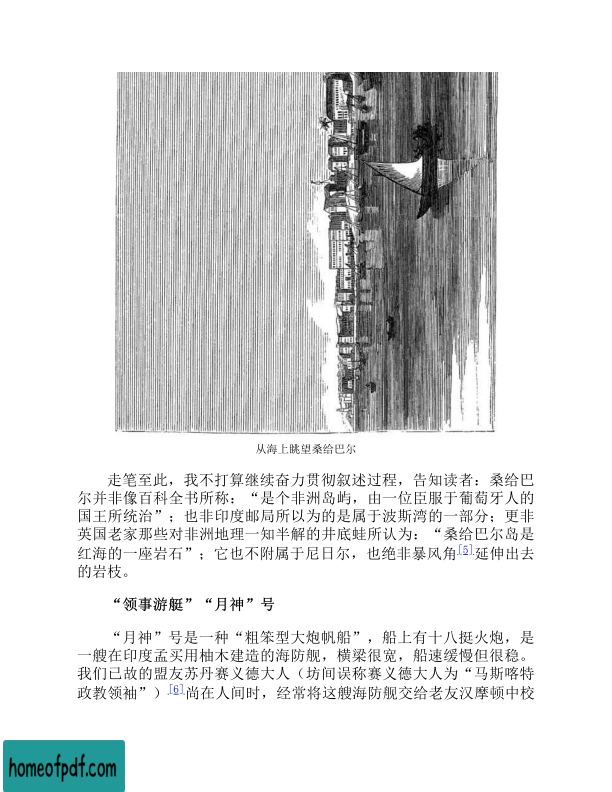 从海上眺望桑给巴尔
走笔至此，我不打算继续奋力贯彻叙述过程，告知读者：桑给巴
尔并非像百科全书所称：“是个非洲岛屿，由一位臣服于葡萄牙人的
国王所统治”；也非印度邮局所以为的是属于波斯湾的一部分；更非
英国老家那些对非洲地理一知半解的井底蛙所认为：“桑给巴尔岛是
红海的一座岩石”；它也不附属于尼日尔，也绝非暴风角[5]延伸出去
的岩枝。
“领事游艇”“月神”号
“月神”号是一种“粗笨型大炮帆船”，船上有十八挺火炮，是
一艘在印度孟买用柚木建造的海防舰，横梁很宽，船速缓慢但很稳。
我们已故的盟友苏丹赛义德大人（坊间误称赛义德大人为“马斯喀特
政教领袖”）[6]尚在人间时，经常将这艘海防舰交给老友汉摩顿中校
homeofpdf.com